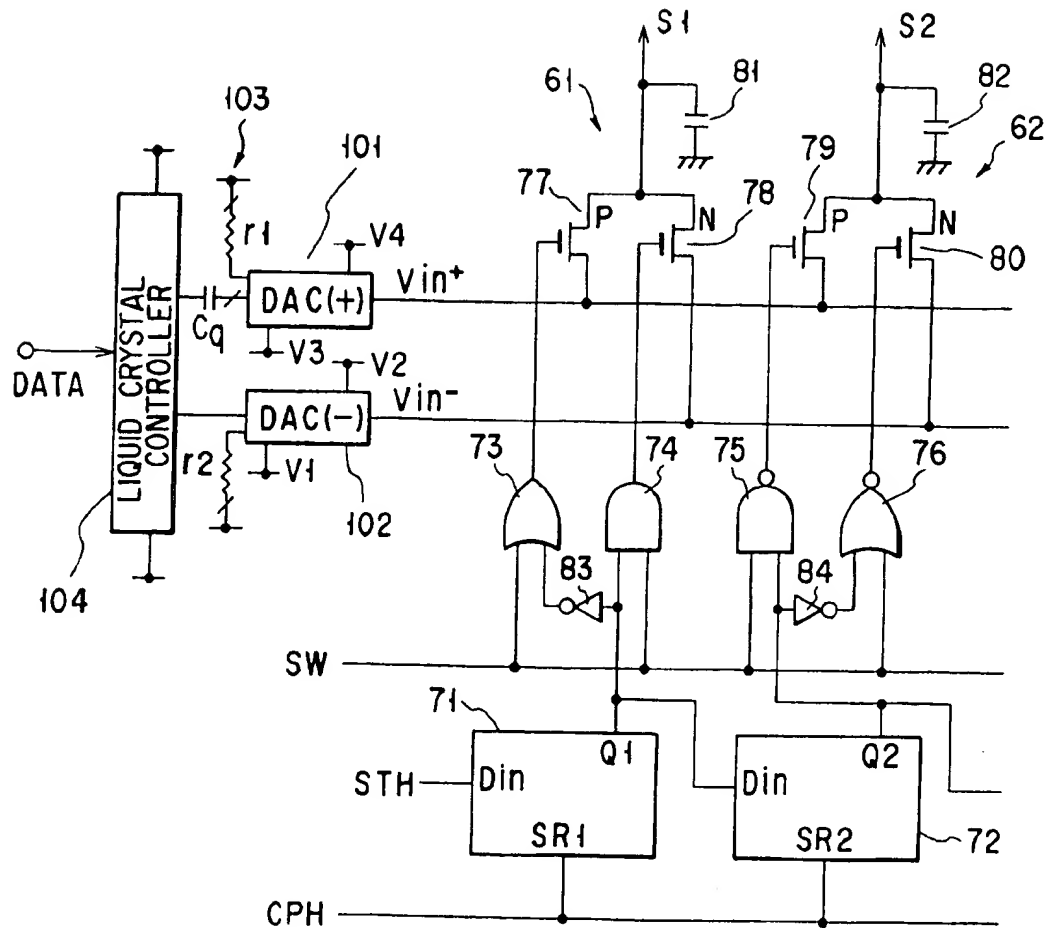 S1
S2
81
82
61
62
103
101
77
P
N
78
79
P
N
80
r1
V4
DAC(+)
Vin+
Cq
V3
V2
DATA
LIQUID CRYSTAL
CONTROLLER
DAC(-)
Vin-
r2
V1
102
104
73
74
75
76
83
84
SW
71
Q1
Q2
STH
Din
Din
SR1
SR2
72
CPH